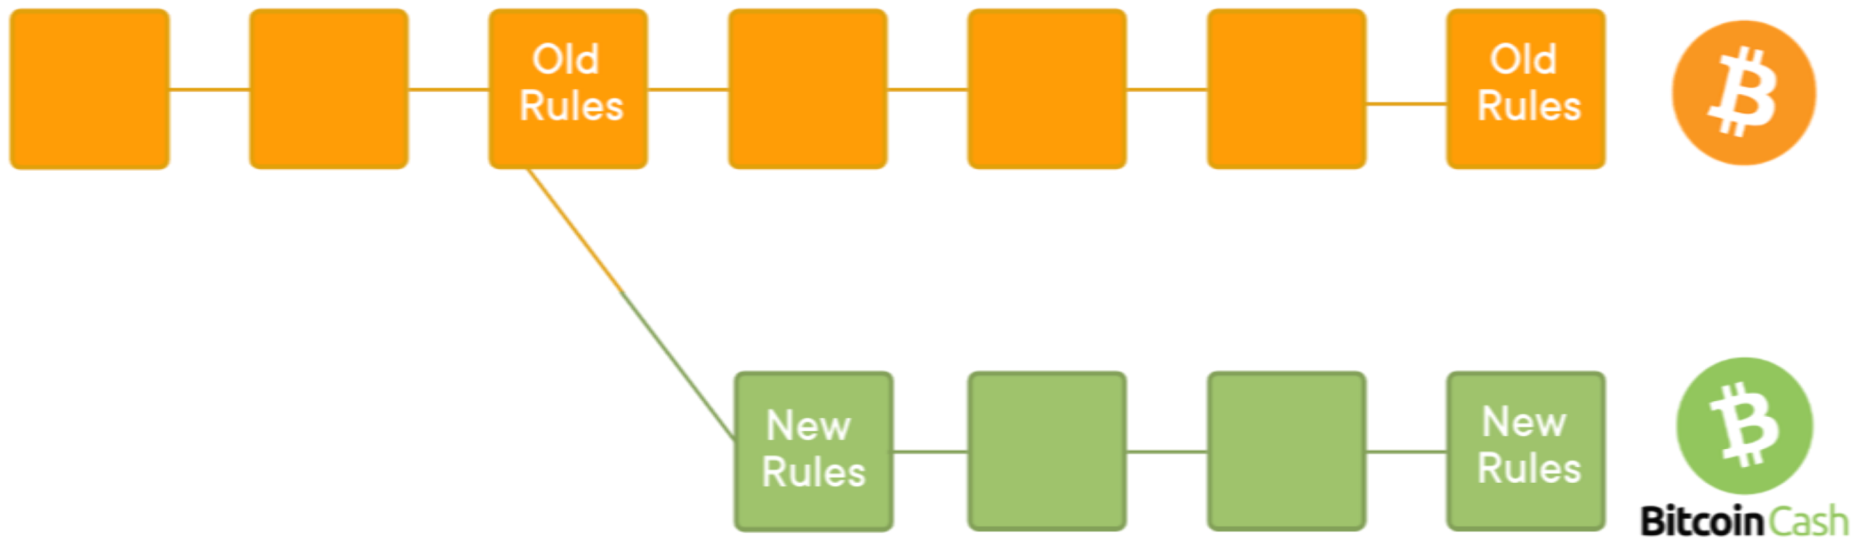 Old
Rules
Old
Rules
New
Rules
New
Rules
BitcoinCash